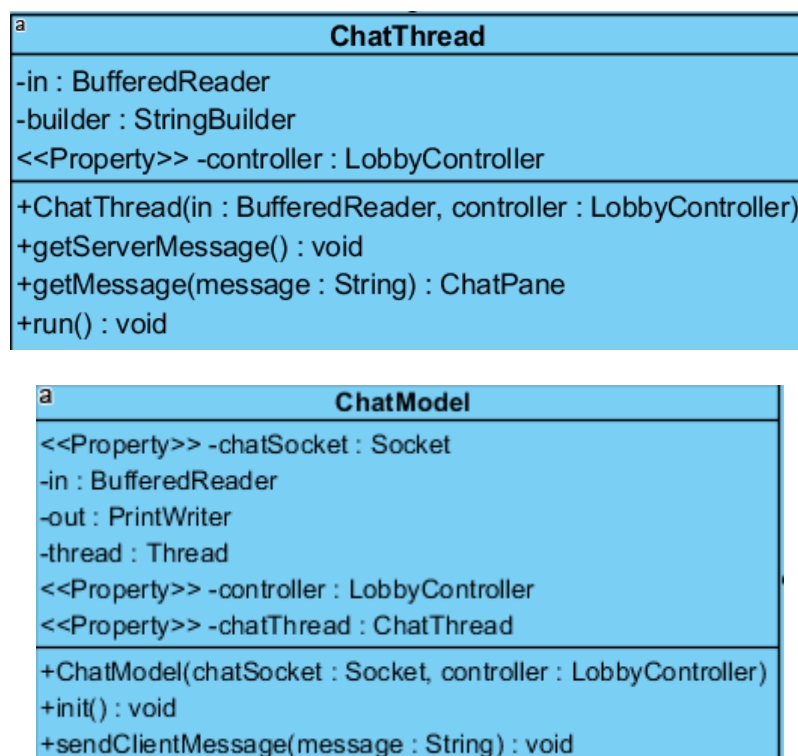 a
ChatThread
-in : BufferedReader
-builder : StringBuilder
<<Property>> -controller : LobbyController
+ChatThread(in : BufferedReader, controller : LobbyController)
+getServerMessage() : void
+getMessage(message : String) : ChatPane
+run() : void
a
ChatModel
<<Property>> -chatSocket : Socket
-in : BufferedReader
-out : PrintWriter
-thread : Thread
<<Property>> -controller : LobbyController
<<Property>> -chatThread : ChatThread
+ChatModel(chatSocket : Socket, controller : LobbyController)
+init() : void
+sendClientMessage(message : String) : void